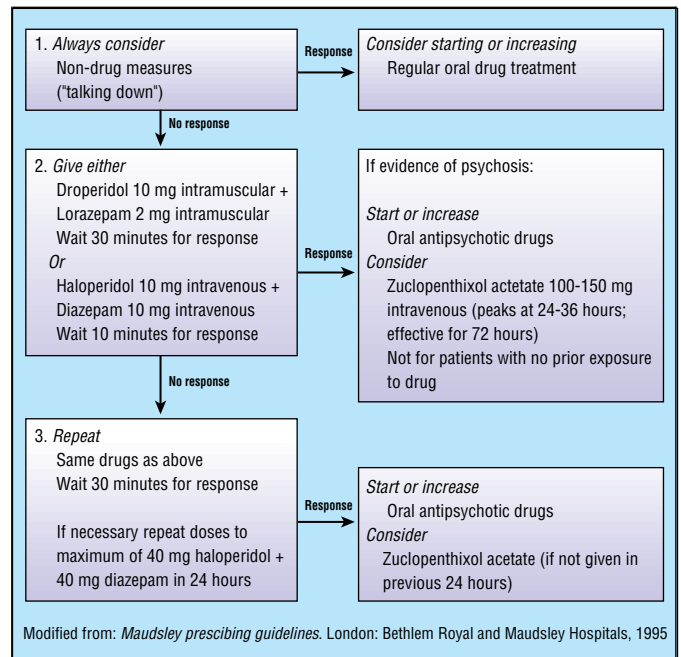 1. Always consider
Non-drug measures
("talking down")
Response
Consider starting or increasing
Regular oral drug treatment
No response
2. Give either
Droperidol 10 mg intramuscular +
Lorazepam 2 mg intramuscular
Wait 30 minutes for response
Or
Haloperidol 10 mg intravenous +
Diazepam 10 mg intravenous
Wait 10 minutes for response
Response
If evidence of psychosis:
Start or increase
Oral antipsychotic drugs
Consider
Zuclopenthixol actetate 100-150 mg
intravenous (peaks at 24-36 hours;
effective for 72 hours)
Not for patients with no prior exposure
to drug
No response
3. Repeat
Same drugs as above
Wait 30 minutes for response
If necessary repeat doses to
maximum of 40 mg haloperidol +
40 mg diazepam in 24 hours
Response
Start or increase
Oral antipsychotic drugs
Consider
Zuclopenthixol acetate (if not given in
previous 24 hours)
Modified from: Maudsley prescibing guidelines. London: Bethlem Royal and Maudsley Hospitals, 1995